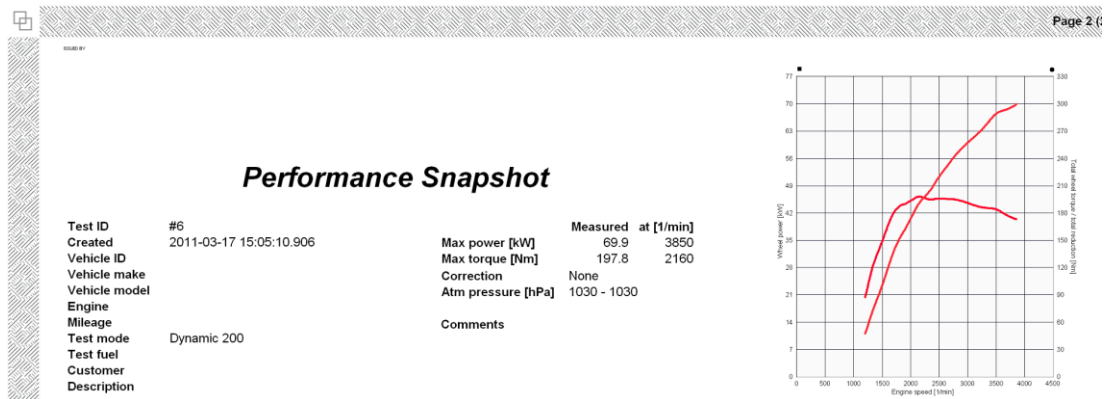 Page 2 (
ISSUED BY
Performance Snapshot
Test ID #6
Created 2011-03-17 15:05:10.906
Vehicle ID
Vehicle make
Vehicle model
Engine
Mileage
Test mode Dynamic 200
Test fuel
Customer
Description
Measured at [1/min]
Max power [kW] 69.9 3850
Max torque [Nm] 197.8 2160
Correction None
Atm pressure [hPa] 1030 - 1030
Comments
77
70
63
56
49
42
35
28
21
14
7
0
Wheel power [kW]
330
300
270
240
210
180
150
120
90
60
30
0
Total wheel torque / total reduction [Nm]
0 500 1000 1500 2000 2500 3000 3500 4000 4500
Engine speed [1/min]